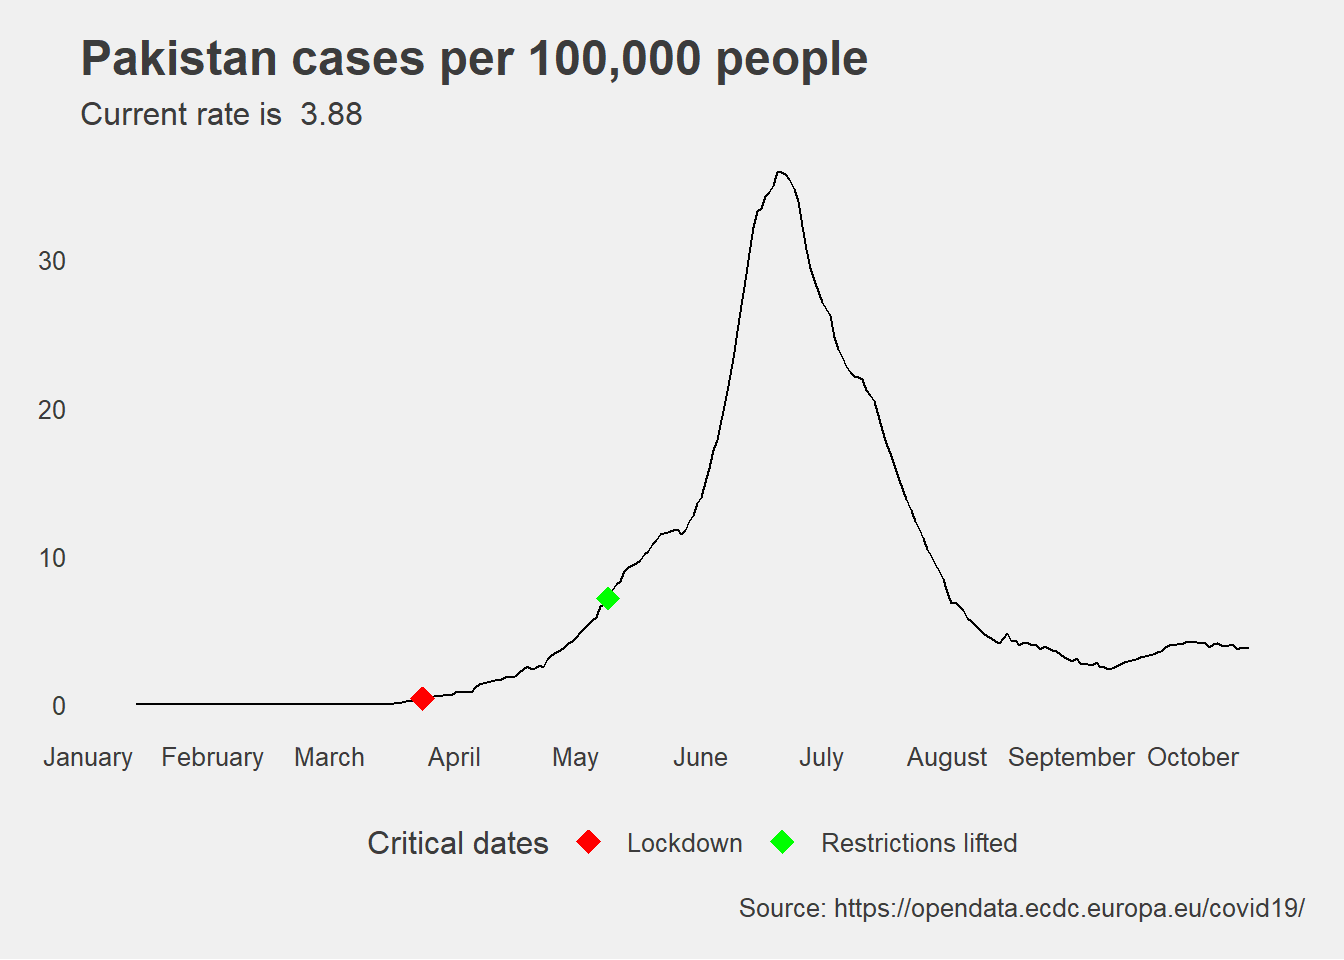 Pakistan cases per 100,000 people
Current rate is  3.88
30
20
10
0
January February March April May June July August September October
Critical dates Lockdown Restrictions lifted
Source: https://opendata.ecdc.europa.eu/covid19/